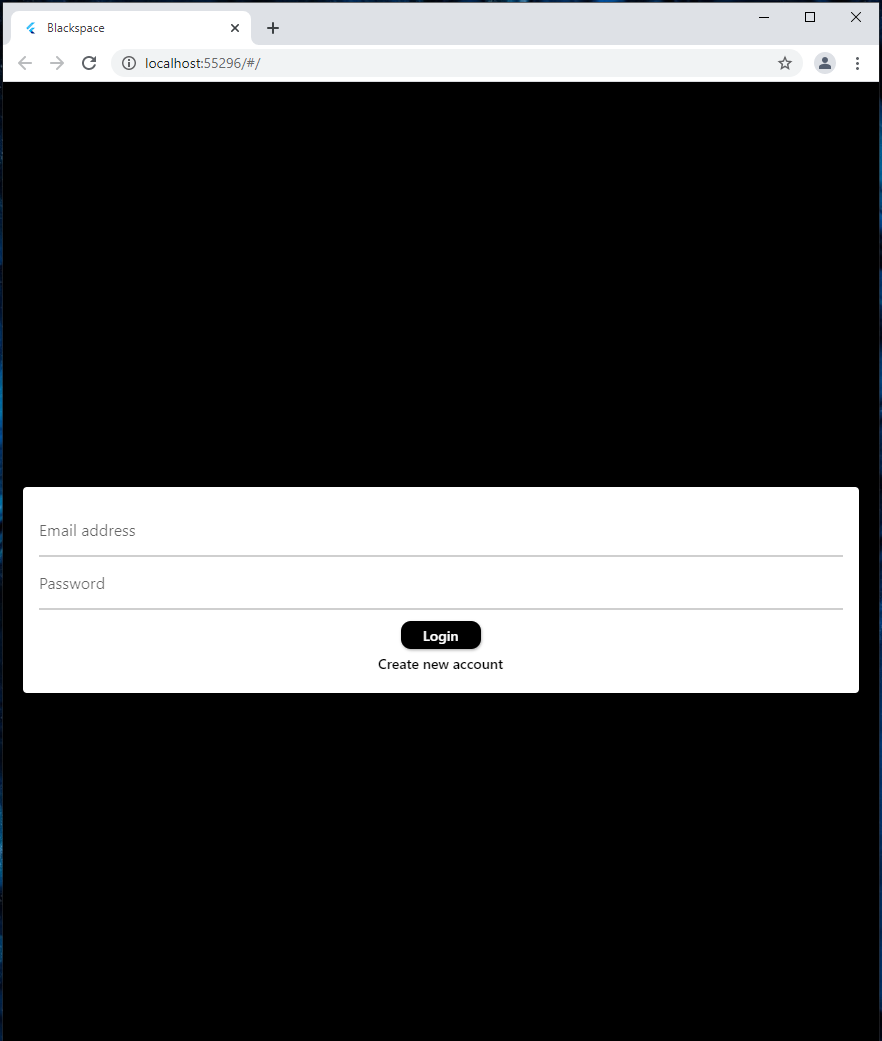 Blackspace
localhost:55296/#/
Email address
Password
Login
Create new account